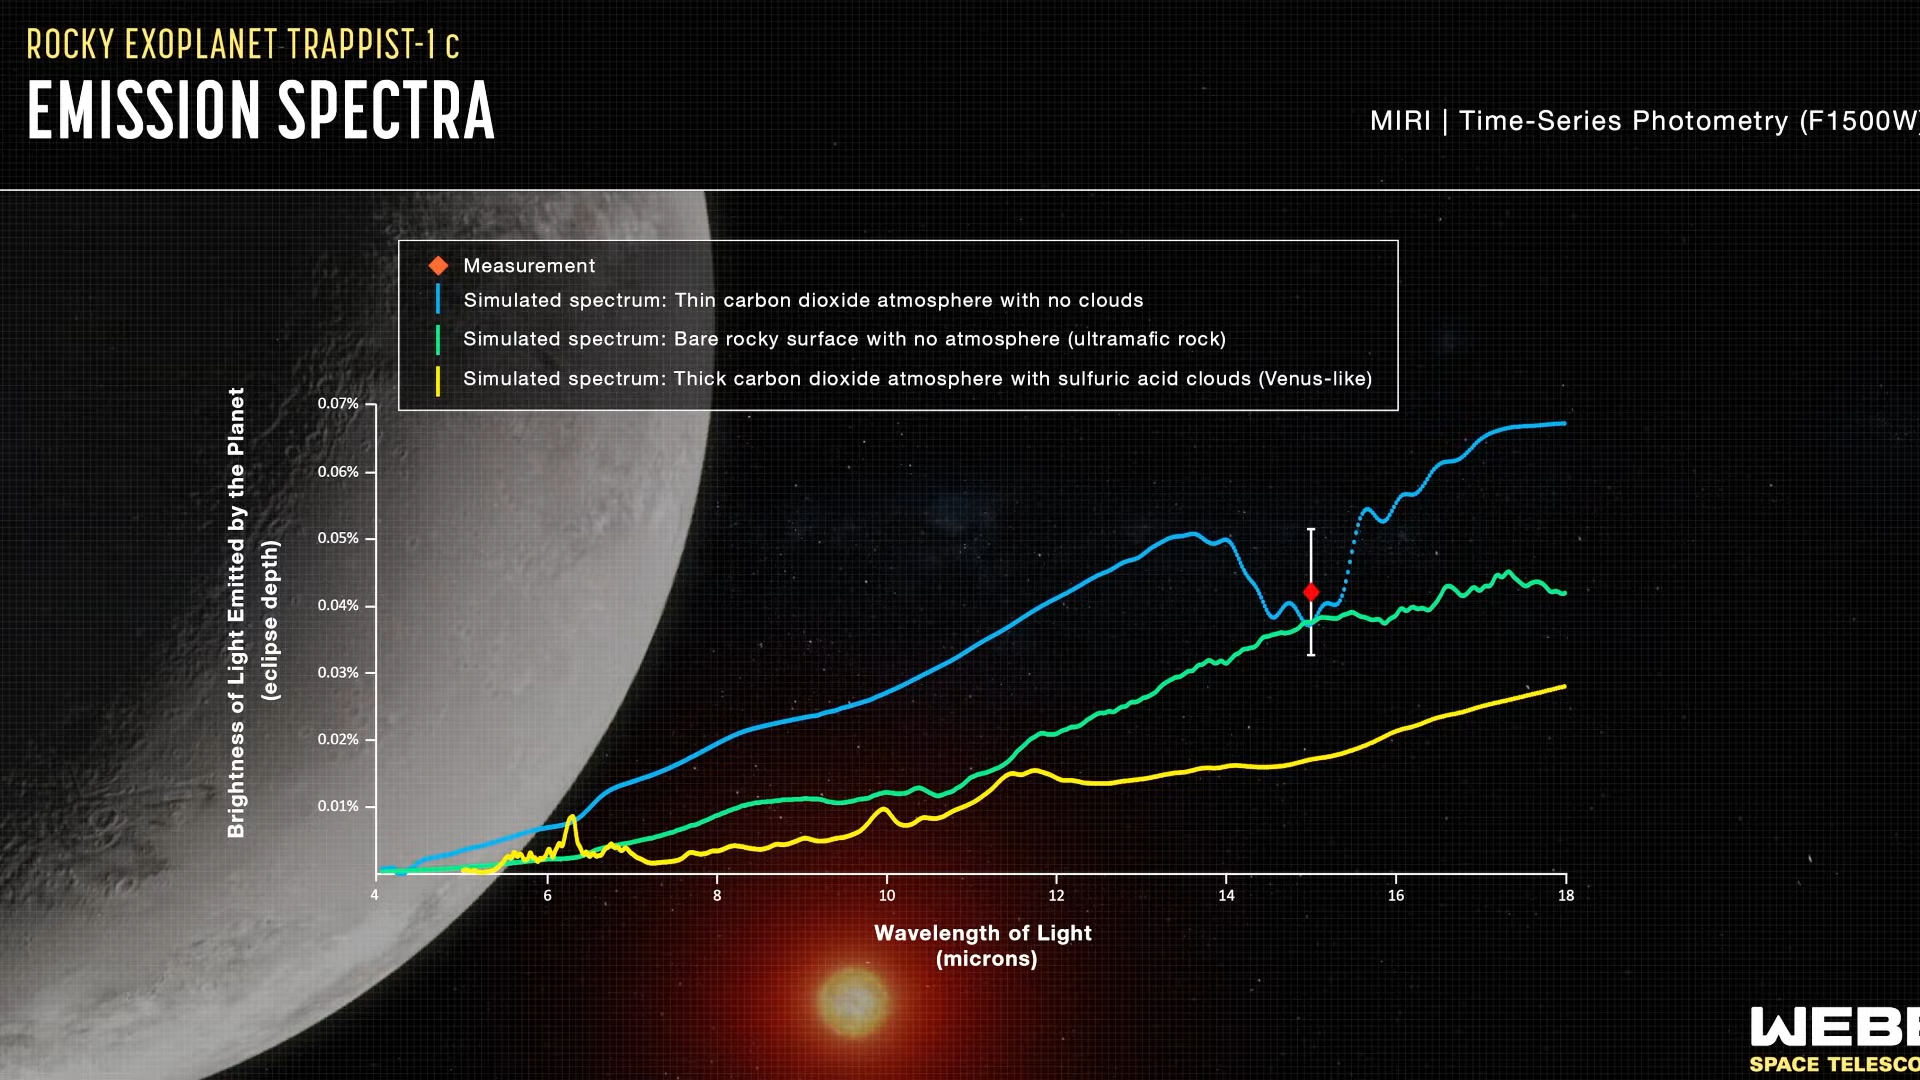 ROCKY EXOPLANET TRAPPIST-1 c
EMISSION SPECTRA
MIRI | Time-Series Photometry (F1500W)
Measurement
Simulated spectrum: Thin carbon dioxide atmosphere with no clouds
Simulated spectrum: Bare rocky surface with no atmosphere (ultramafic rock)
Simulated spectrum: Thick carbon dioxide atmosphere with sulfuric acid clouds (Venus-like)
Brightness of Light Emitted by the Planet
(eclipse depth)
0.07%
0.06%
0.05%
0.04%
0.03%
0.02%
0.01%
4 6 8 10 12 14 16 18
Wavelength of Light
(microns)
WEBB
SPACE TELESCO